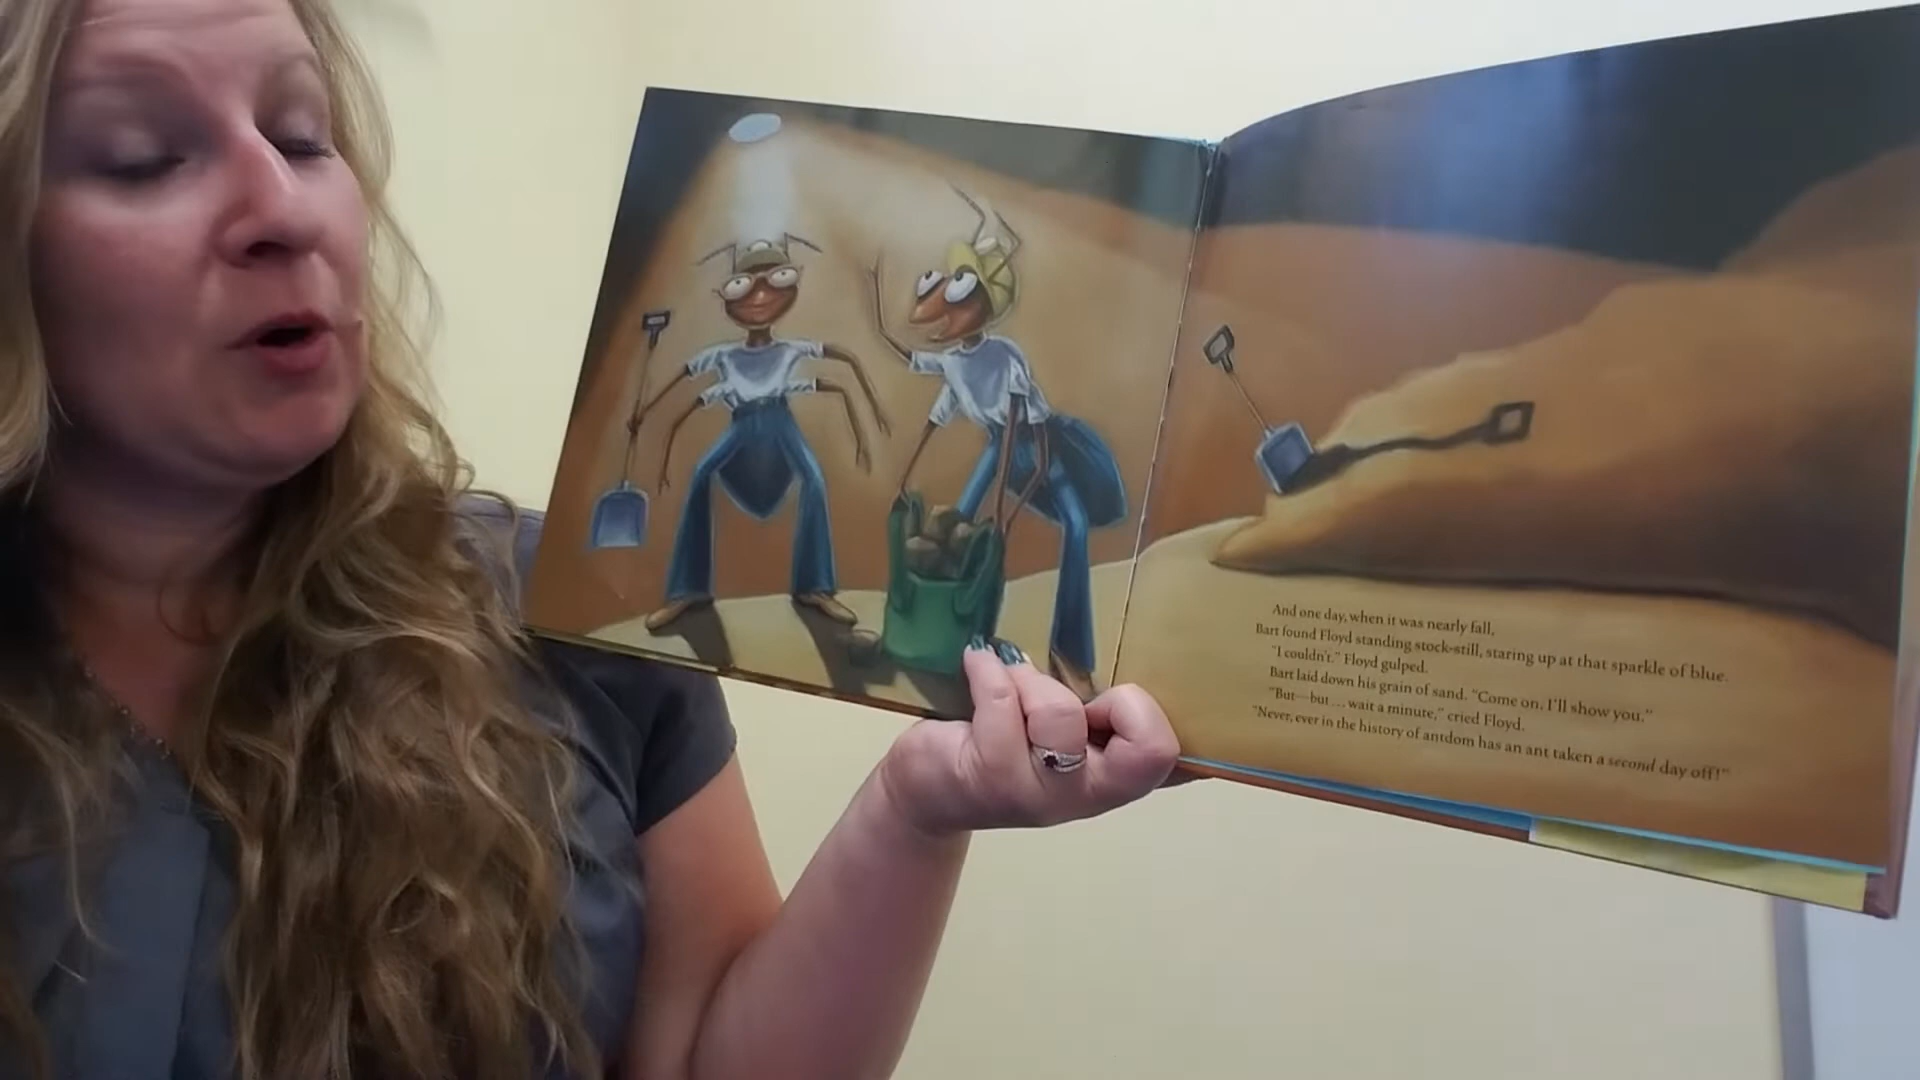 And one day, when it was nearly fall,
Bart found Floyd standing stock-still, staring up at that sparkle of blue.
"I couldn't." Floyd gulped.
Bart laid down his grain of sand. "Come on, I'll show you."
"But—but . . . wait a minute," cried Floyd.
"Never, ever in the history of antdom has an ant taken a second day off!"